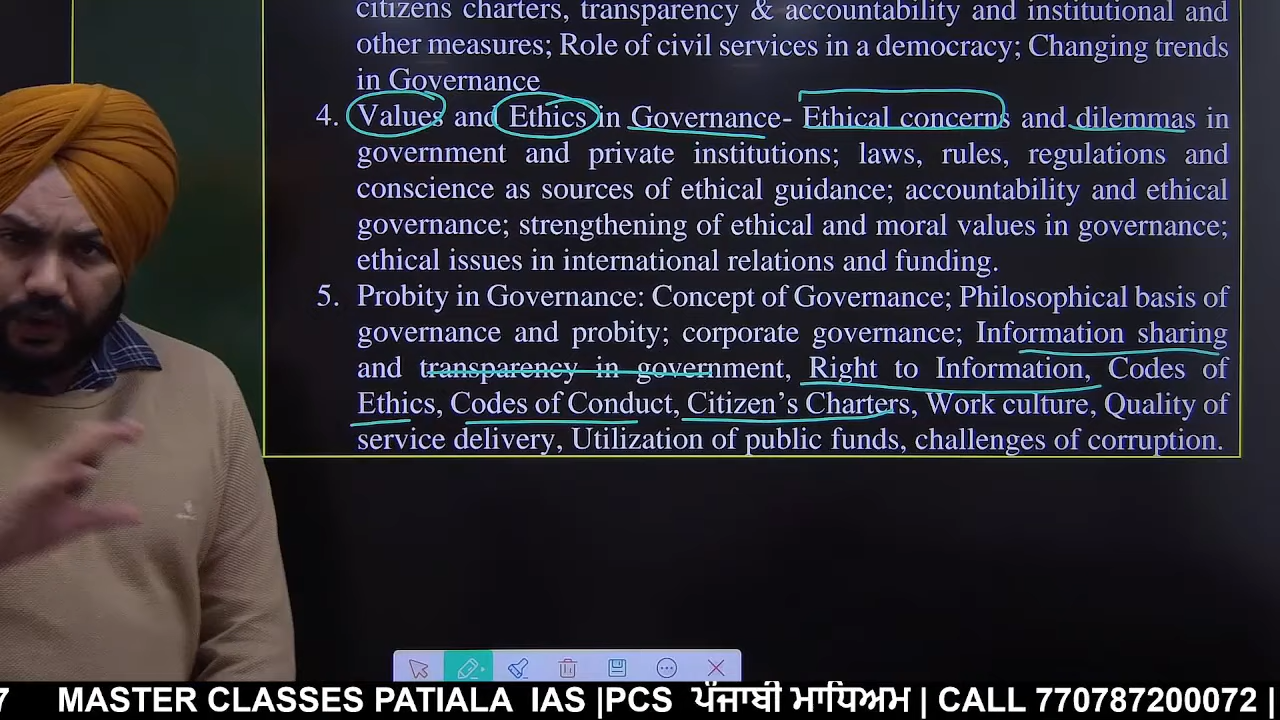 citizens charters, transparency & accountability and institutional and
other measures; Role of civil services in a democracy; Changing trends
in Governance
4. Values and Ethics in Governance- Ethical concerns and dilemmas in
government and private institutions; laws, rules, regulations and
conscience as sources of ethical guidance; accountability and ethical
governance; strengthening of ethical and moral values in governance;
ethical issues in international relations and funding.
5. Probity in Governance: Concept of Governance; Philosophical basis of
governance and probity; corporate governance; Information sharing
and transparency in government, Right to Information, Codes of
Ethics, Codes of Conduct, Citizen's Charters, Work culture, Quality of
service delivery, Utilization of public funds, challenges of corruption.
7 MASTER CLASSES PATIALA IAS |PCS ਪੰਜਾਬੀ ਮਾਧਿਅਮ | CALL 770787200072 |